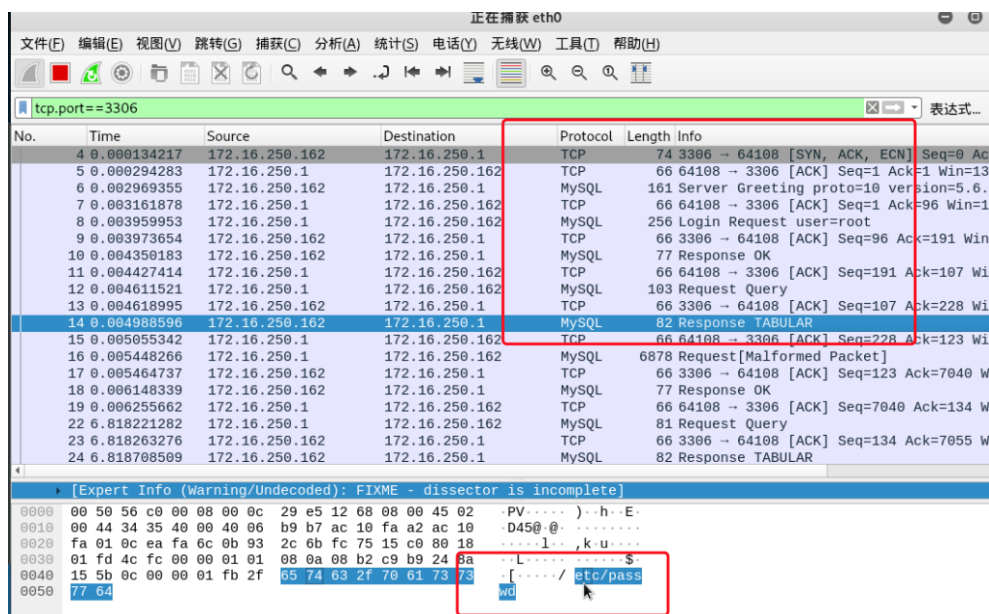 正在捕获 eth0
文件(F) 编辑(E) 视图(V) 跳转(G) 捕获(C) 分析(A) 统计(S) 电话(Y) 无线(W) 工具(T) 帮助(H)
tcp.port==3306 表达式…
No. Time Source Destination Protocol Length Info
4 0.000134217 172.16.250.162 172.16.250.1 TCP 74 3306 → 64108 [SYN, ACK, ECN] Seq=0 Ac
5 0.000294283 172.16.250.1 172.16.250.162 TCP 66 64108 → 3306 [ACK] Seq=1 Ack=1 Win=13
6 0.002969355 172.16.250.162 172.16.250.1 MySQL 161 Server Greeting proto=10 version=5.6.
7 0.003161878 172.16.250.1 172.16.250.162 TCP 66 64108 → 3306 [ACK] Seq=1 Ack=96 Win=1
8 0.003959953 172.16.250.1 172.16.250.162 MySQL 256 Login Request user=root
9 0.003973654 172.16.250.162 172.16.250.1 TCP 66 3306 → 64108 [ACK] Seq=96 Ack=191 Win
10 0.004350183 172.16.250.162 172.16.250.1 MySQL 77 Response OK
11 0.004427414 172.16.250.1 172.16.250.162 TCP 66 64108 → 3306 [ACK] Seq=191 Ack=107 Wi
12 0.004611521 172.16.250.1 172.16.250.162 MySQL 103 Request Query
13 0.004618995 172.16.250.162 172.16.250.1 TCP 66 3306 → 64108 [ACK] Seq=107 Ack=228 Wi
14 0.004988596 172.16.250.162 172.16.250.1 MySQL 82 Response TABULAR
15 0.005055342 172.16.250.1 172.16.250.162 TCP 66 64108 → 3306 [ACK] Seq=228 Ack=123 Wi
16 0.005448266 172.16.250.1 172.16.250.162 MySQL 6878 Request[Malformed Packet]
17 0.005464737 172.16.250.162 172.16.250.1 TCP 66 3306 → 64108 [ACK] Seq=123 Ack=7040 W
18 0.006148339 172.16.250.162 172.16.250.1 MySQL 77 Response OK
19 0.006255662 172.16.250.1 172.16.250.162 TCP 66 64108 → 3306 [ACK] Seq=7040 Ack=134 W
22 6.818221282 172.16.250.1 172.16.250.162 MySQL 81 Request Query
23 6.818263276 172.16.250.162 172.16.250.1 TCP 66 3306 → 64108 [ACK] Seq=134 Ack=7055 W
24 6.818708509 172.16.250.162 172.16.250.1 MySQL 82 Response TABULAR
[Expert Info (Warning/Undecoded): FIXME - dissector is incomplete]
0000 00 50 56 c0 00 08 00 0c 29 e5 12 68 08 00 45 02 ·PV·····)··h··E·
0010 00 44 34 35 40 00 40 06 b9 b7 ac 10 fa a2 ac 10 ·D45@·@·········
0020 fa 01 0c ea fa 6c 0b 93 2c 6b fc 75 15 c0 80 18 ·····l··,k·u····
0030 01 fd 4c fc 00 00 01 01 08 0a 08 b2 c9 b9 24 8a ··L···········$·
0040 15 5b 0c 00 00 01 fb 2f 65 74 63 2f 70 61 73 73 ·[·····/etc/pass
0050 77 64 wd